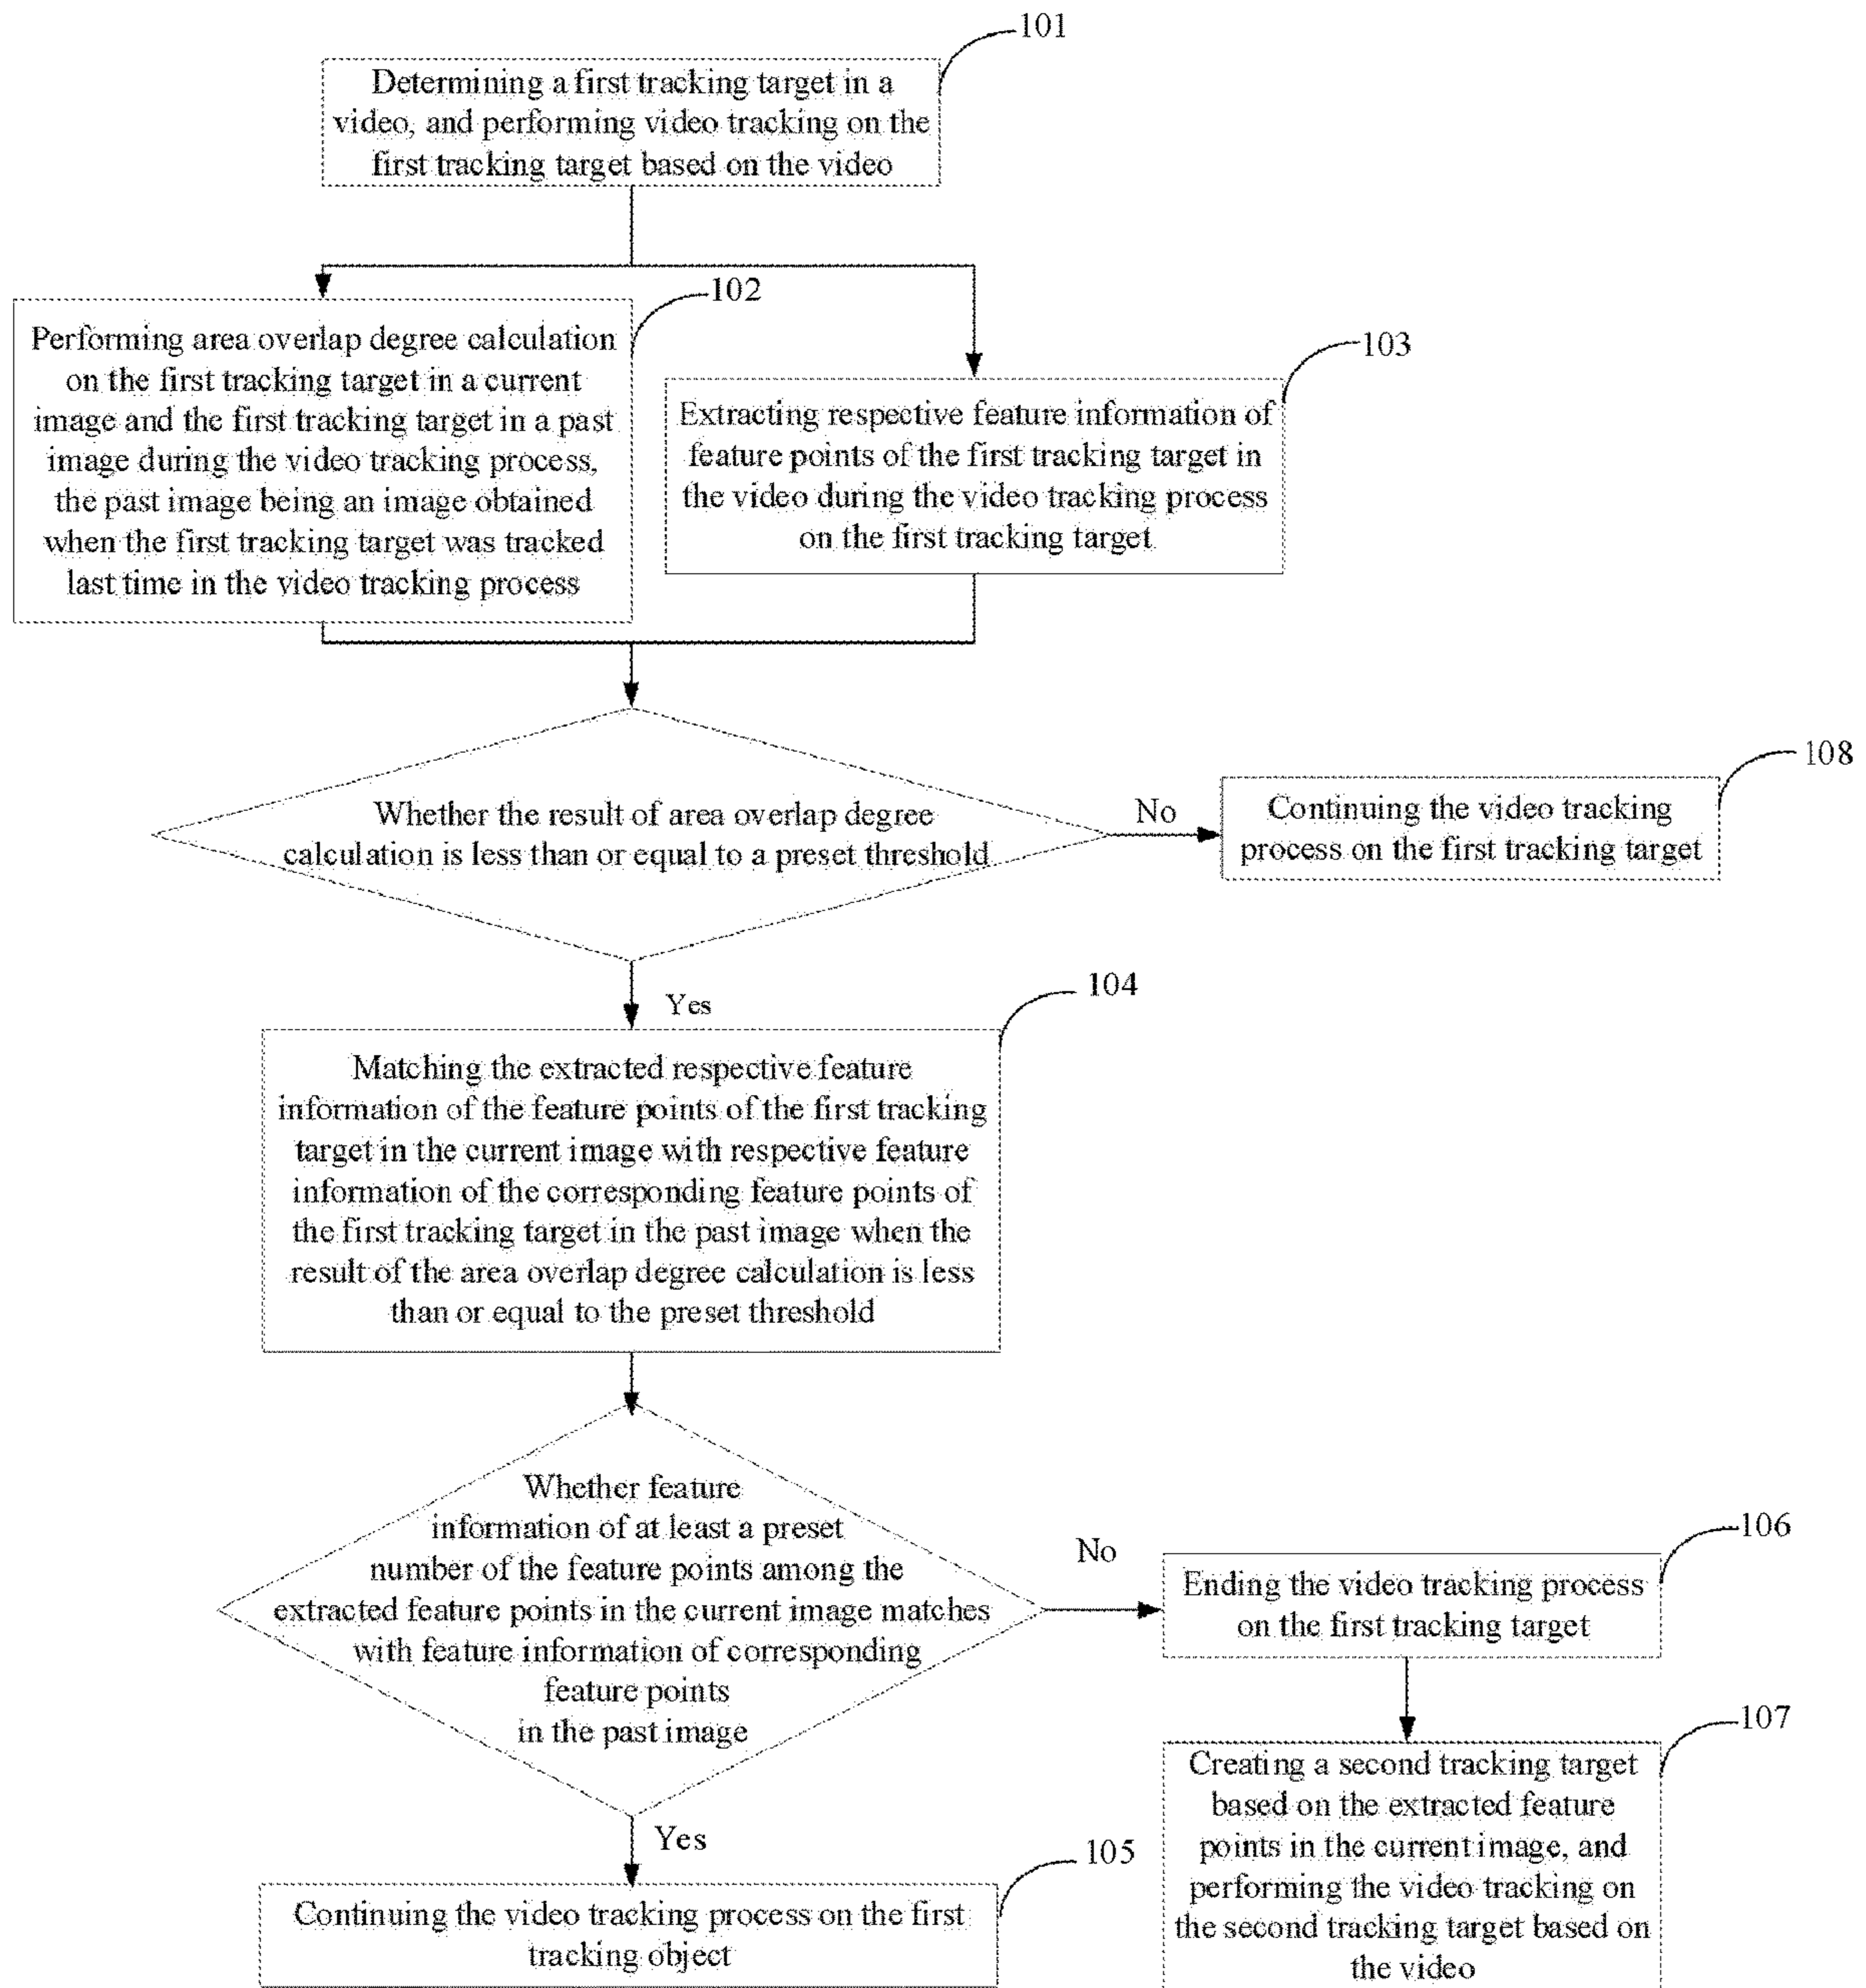 101
Determining a first tracking target in a
video, and performing video tracking on the
first tracking target based on the video
102
Performing area overlap degree calculation
on the first tracking target in a current
image and the first tracking target in a past
image during the video tracking process,
the past image being an image obtained
when the first tracking target was tracked
last time in the video tracking process
103
Extracting respective feature information of
feature points of the first tracking target in
the video during the video tracking process
on the first tracking target
Whether the result of area overlap degree
calculation is less than or equal to a preset threshold
No
108
Continuing the video tracking
process on the first tracking target
Yes
104
Matching the extracted respective feature
information of the feature points of the first tracking
target in the current image with respective feature
information of the corresponding feature points of
the first tracking target in the past image when the
result of the area overlap degree calculation is less
than or equal to the preset threshold
Whether feature
information of at least a preset
number of the feature points among the
extracted feature points in the current image matches
with feature information of corresponding
feature points
in the past image
No
106
Ending the video tracking process
on the first tracking target
107
Creating a second tracking target
based on the extracted feature
points in the current image, and
performing the video tracking on
the second tracking target based on
the video
Yes
105
Continuing the video tracking process on the first
tracking object